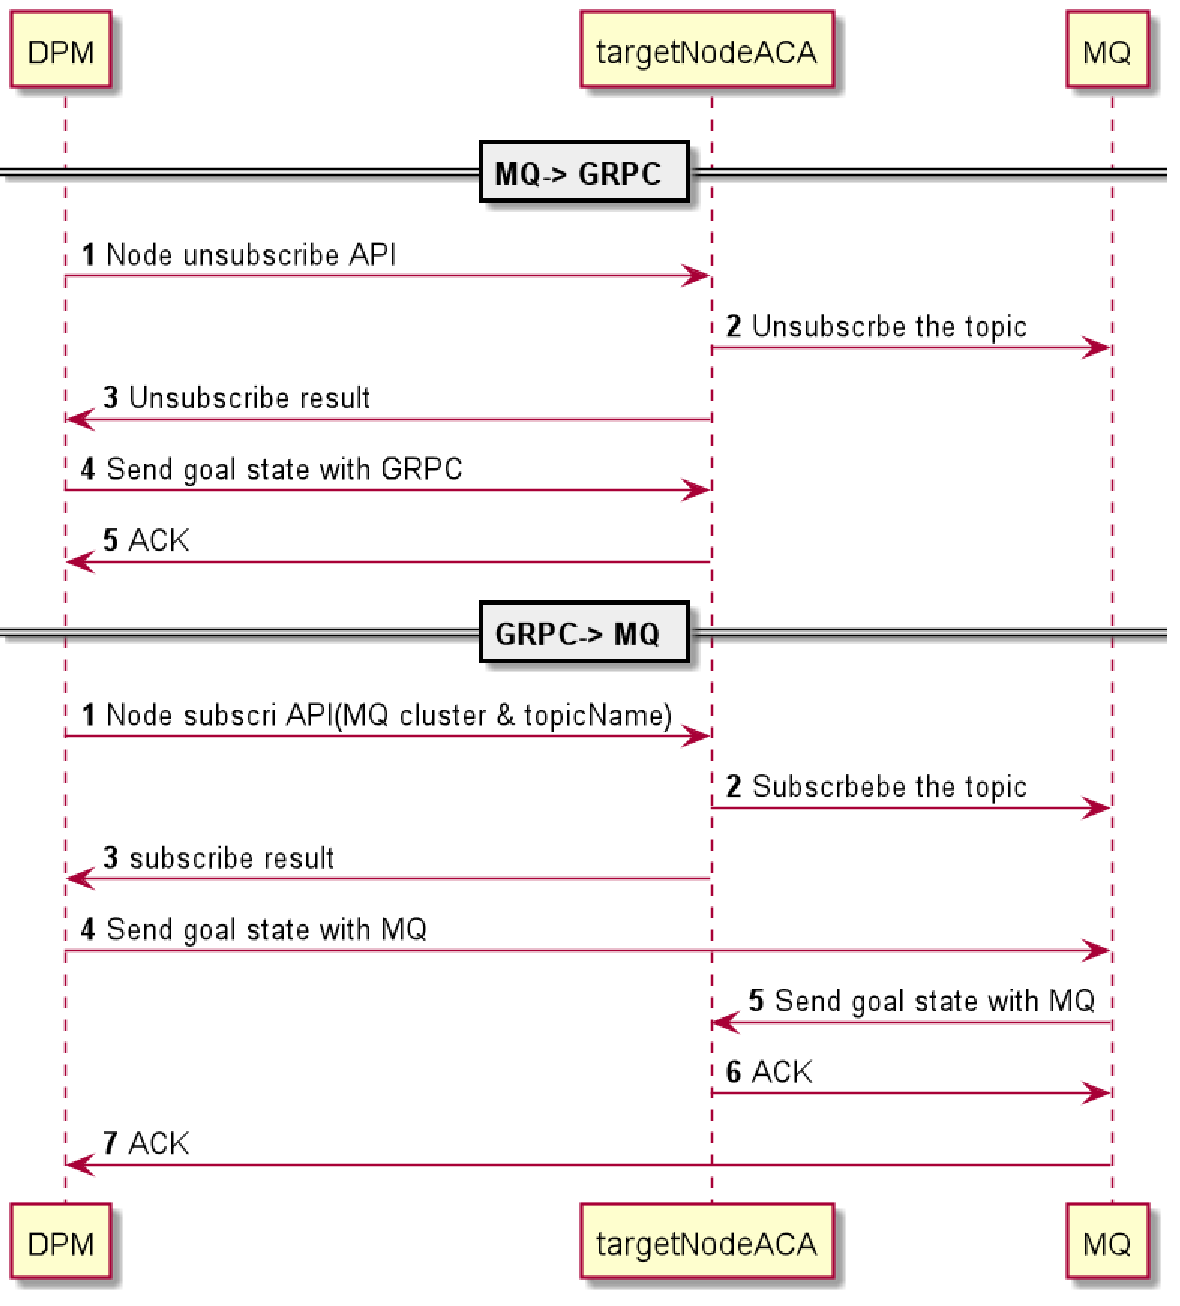 DPM targetNodeACA MQ
MQ-> GRPC
1 Node unsubscribe API
2 Unsubscrbe the topic
3 Unsubscribe result
4 Send goal state with GRPC
5 ACK
GRPC-> MQ
1 Node subscri API(MQ cluster & topicName)
2 Subscrbebe the topic
3 subscribe result
4 Send goal state with MQ
5 Send goal state with MQ
6 ACK
7 ACK
DPM targetNodeACA MQ